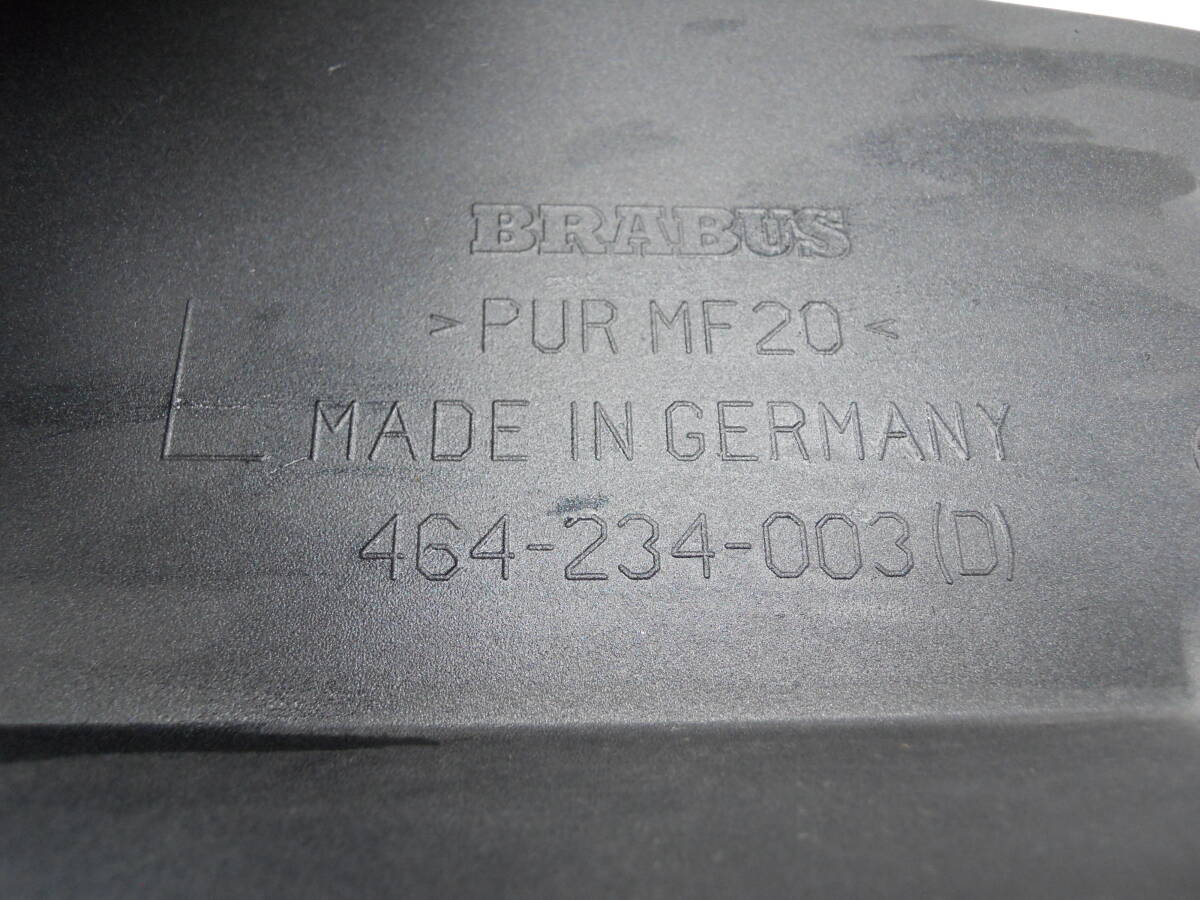 BRABUS
>PUR MF20<
L MADE IN GERMANY
464-234-003(D)